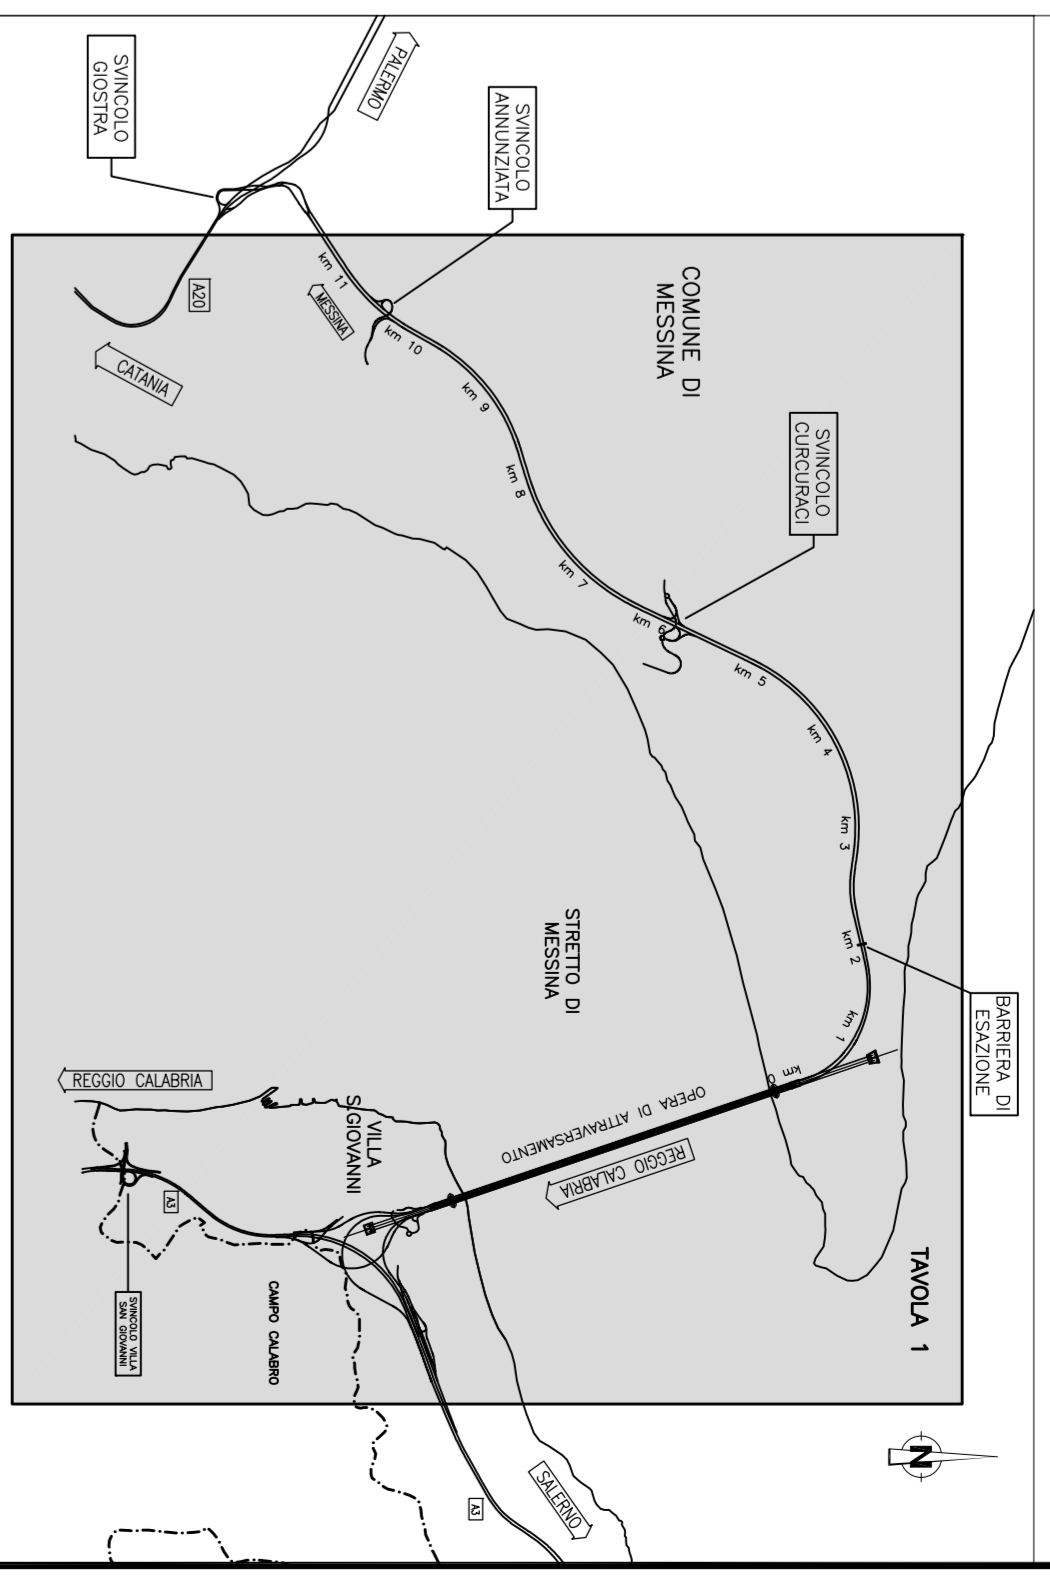 SVINCOLO
GIOSTRA
PALERMO
SVINCOLO
ANNUNZIATA
A20
CATANIA
MESSINA
km 11
km 10
km 9
km 8
km 7
km 6
km 5
km 4
km 3
km 2
km 1
km 0
COMUNE DI
MESSINA
SVINCOLO
CURCURACI
STRETTO DI
MESSINA
BARRIERA DI
ESAZIONE
OPERA DI ATTRAVERSAMENTO
REGGIO CALABRIA
REGGIO CALABRIA
VILLA
S.GIOVANNI
A3
SVINCOLO VILLA
SAN GIOVANNI
CAMPO CALABRO
TAVOLA 1
SALERNO
A3
N